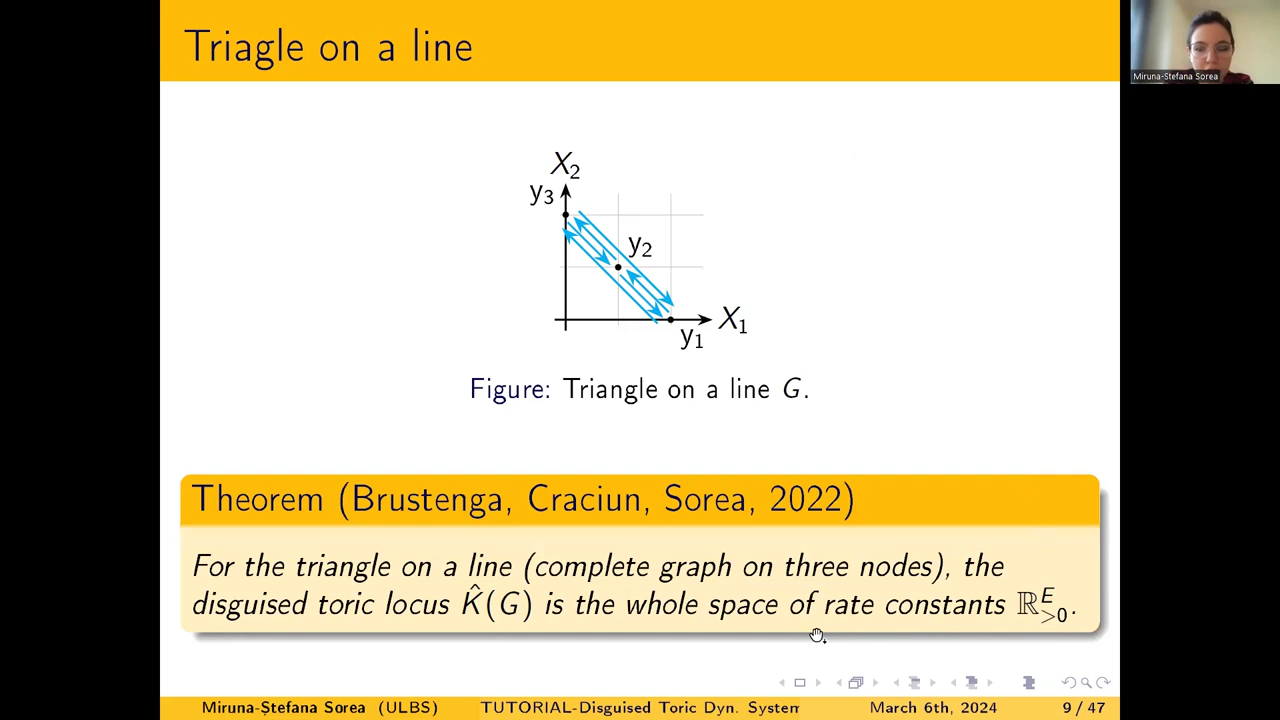 Triagle on a line
Miruna-Ștefana Sorea
X2
y3
y2
X1
y1
Figure: Triangle on a line G.
Theorem (Brustenga, Craciun, Sorea, 2022)
For the triangle on a line (complete graph on three nodes), the
disguised toric locus K̂(G) is the whole space of rate constants ℝ^E_{>0}.
Miruna-Ștefana Sorea (ULBS) TUTORIAL-Disguised Toric Dyn. System March 6th, 2024 9 / 47